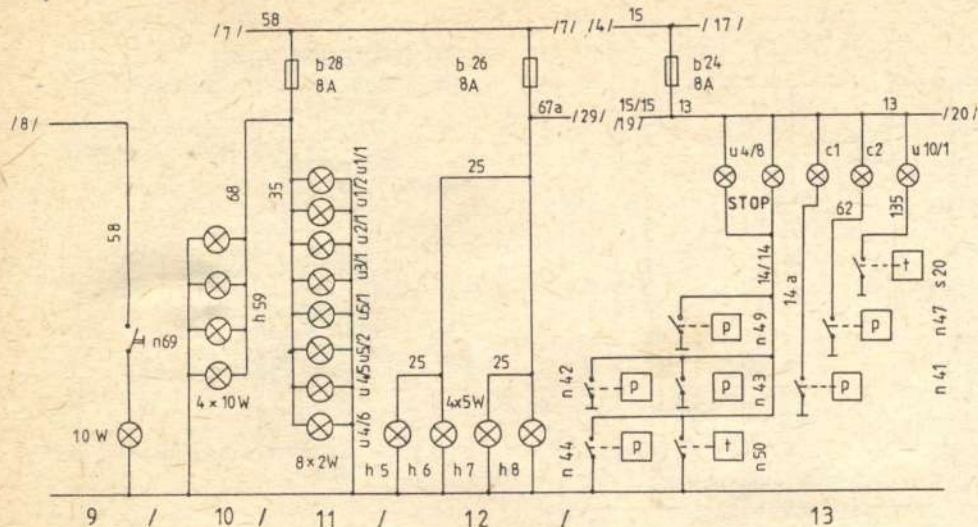 /7/ 58 /7/ /4/ 15 /17/
b 28 8A
b 26 8A
b 24 8A
67a /29/ 15/15 /19/ 13 13 /20/
/8/
58
68
35
25
u1/1
u1/2
u2/1
u3/1
u5/1
u5/2
u4/5
u4/6
u 4/8
c1
c2
u 10/1
STOP
62
135
14/14
14 a
t
s 20
h 59
n69
p
n 49
p
n 47
25
25
n 42
p
p
n 43
p
n 41
4 x 10 W
4x5W
10 W
8 x 2W
h 5
h 6
h 7
h 8
n 44
p
t
n 50
9 / 10 / 11 / 12 / 13